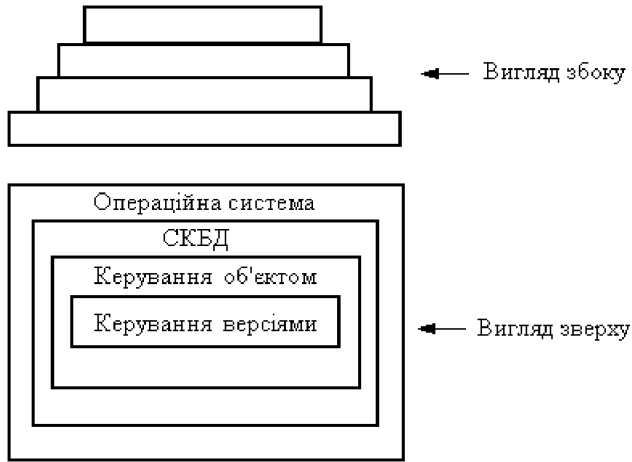 Вигляд збоку
Операційна система
СКБД
Керування об'єктом
Керування версіями
Вигляд зверху